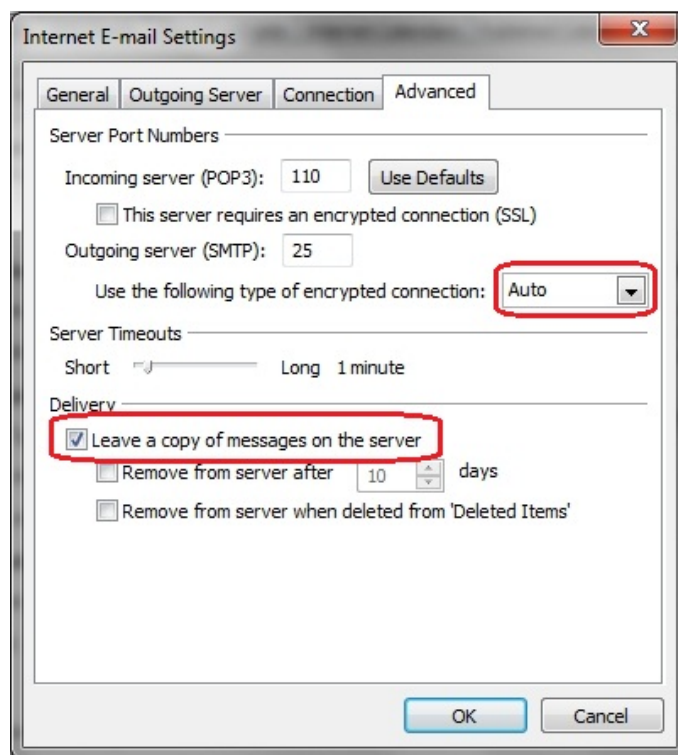 Internet E-mail Settings
General Outgoing Server Connection Advanced
Server Port Numbers
Incoming server (POP3): 110 Use Defaults
This server requires an encrypted connection (SSL)
Outgoing server (SMTP): 25
Use the following type of encrypted connection: Auto
Server Timeouts
Short Long 1 minute
Delivery
Leave a copy of messages on the server
Remove from server after 10 days
Remove from server when deleted from 'Deleted Items'
OK Cancel